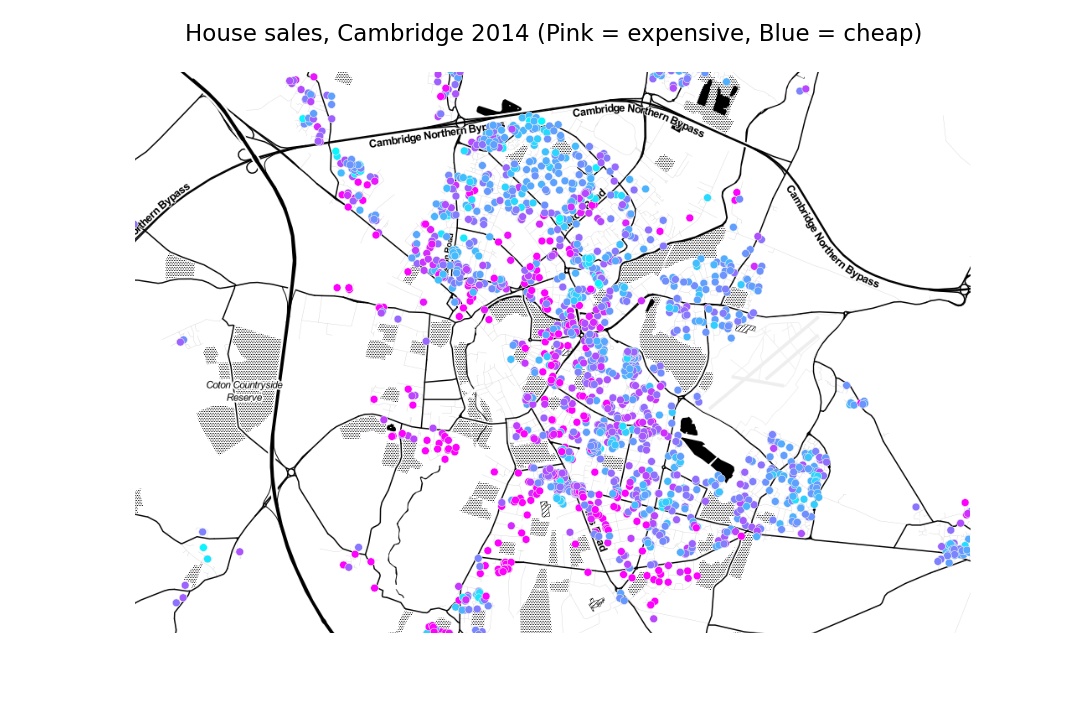 House sales, Cambridge 2014 (Pink = expensive, Blue = cheap)
Cambridge Northern Bypass
Cambridge Northern Bypass
Northern Bypass
Cambridge Northern Bypass
Road
Coton Countryside
Reserve